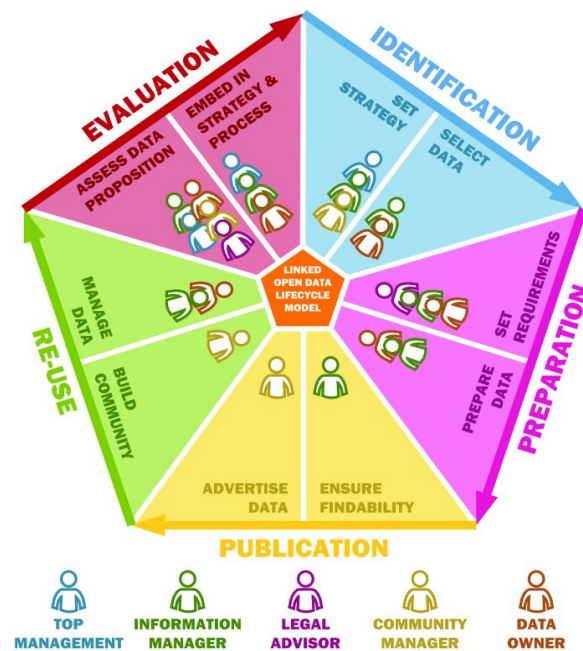 EVALUATION
IDENTIFICATION
PREPARATION
PUBLICATION
RE-USE
ASSESS DATA
PROPOSITION
EMBED IN
STRATEGY &
PROCESS
SET
STRATEGY
SELECT
DATA
SET
REQUIREMENTS
PREPARE
DATA
ENSURE
FINDABILITY
ADVERTISE
DATA
BUILD
COMMUNITY
MANAGE
DATA
LINKED
OPEN DATA
LIFECYCLE
MODEL
TOP
MANAGEMENT
INFORMATION
MANAGER
LEGAL
ADVISOR
COMMUNITY
MANAGER
DATA
OWNER